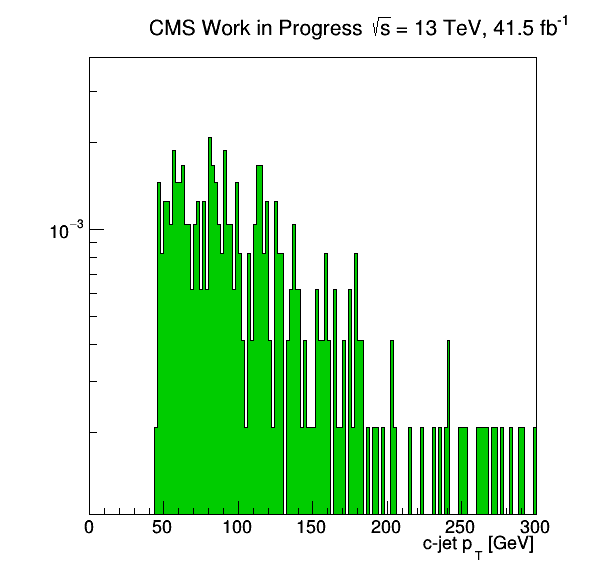 CMS Work in Progress √s = 13 TeV, 41.5 fb⁻¹
10⁻³
0 50 100 150 200 250 300
c-jet p_T [GeV]